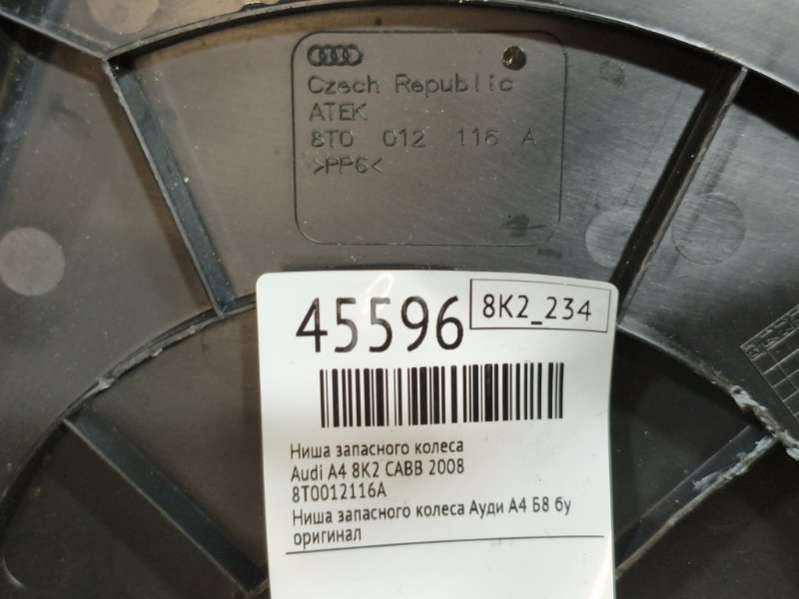 Czech Republic
ATEK
8T0 012 116 A
>PP6<
45596
8K2_234
Ниша запасного колеса
Audi A4 8K2 CABB 2008
8T0012116A
Ниша запасного колеса Ауди А4 Б8 бу
оригинал